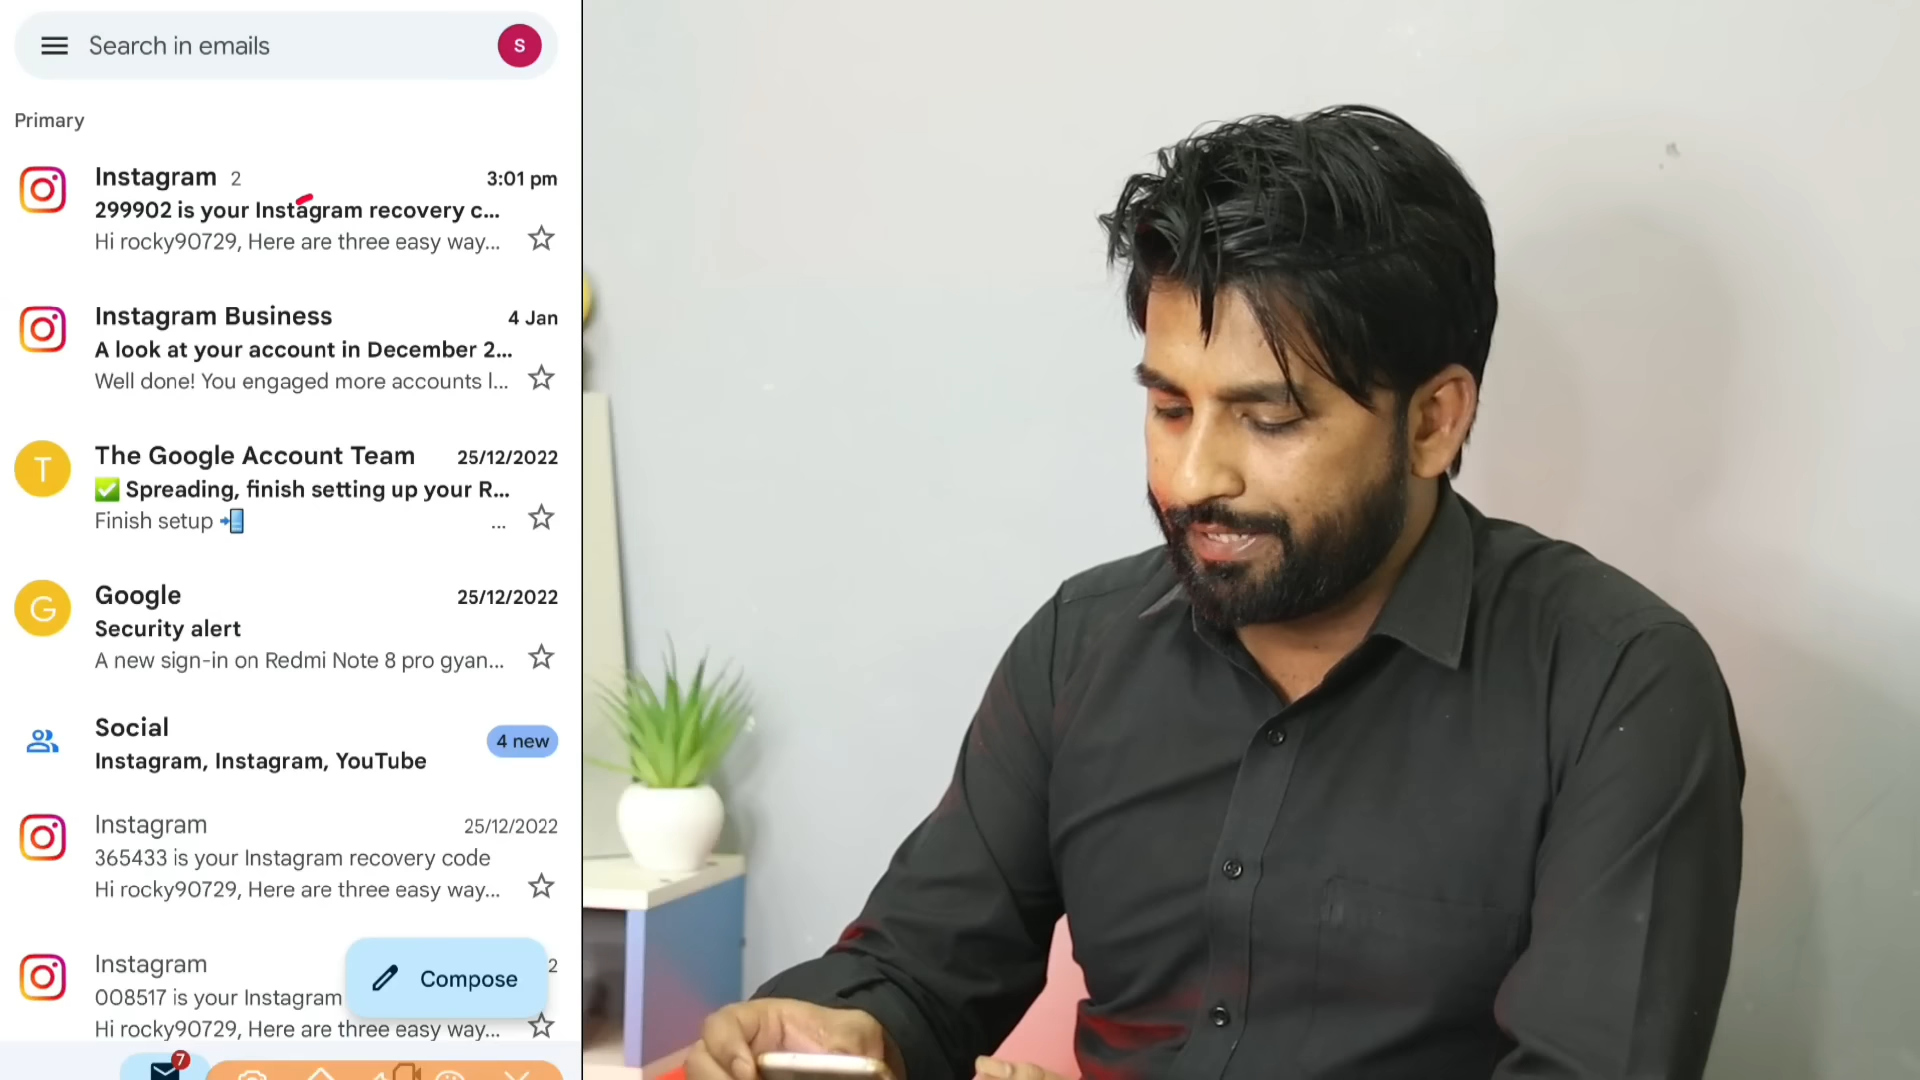 Search in emails
S
Primary
Instagram 2 3:01 pm
299902 is your Instagram recovery c...
Hi rocky90729, Here are three easy way...
Instagram Business 4 Jan
A look at your account in December 2...
Well done! You engaged more accounts l...
T
The Google Account Team 25/12/2022
✅ Spreading, finish setting up your R...
Finish setup 📲 ...
G
Google 25/12/2022
Security alert
A new sign-in on Redmi Note 8 pro gyan...
Social
4 new
Instagram, Instagram, YouTube
Instagram 25/12/2022
365433 is your Instagram recovery code
Hi rocky90729, Here are three easy way...
Instagram 2
008517 is your Instagram
Compose
Hi rocky90729, Here are three easy way...
7